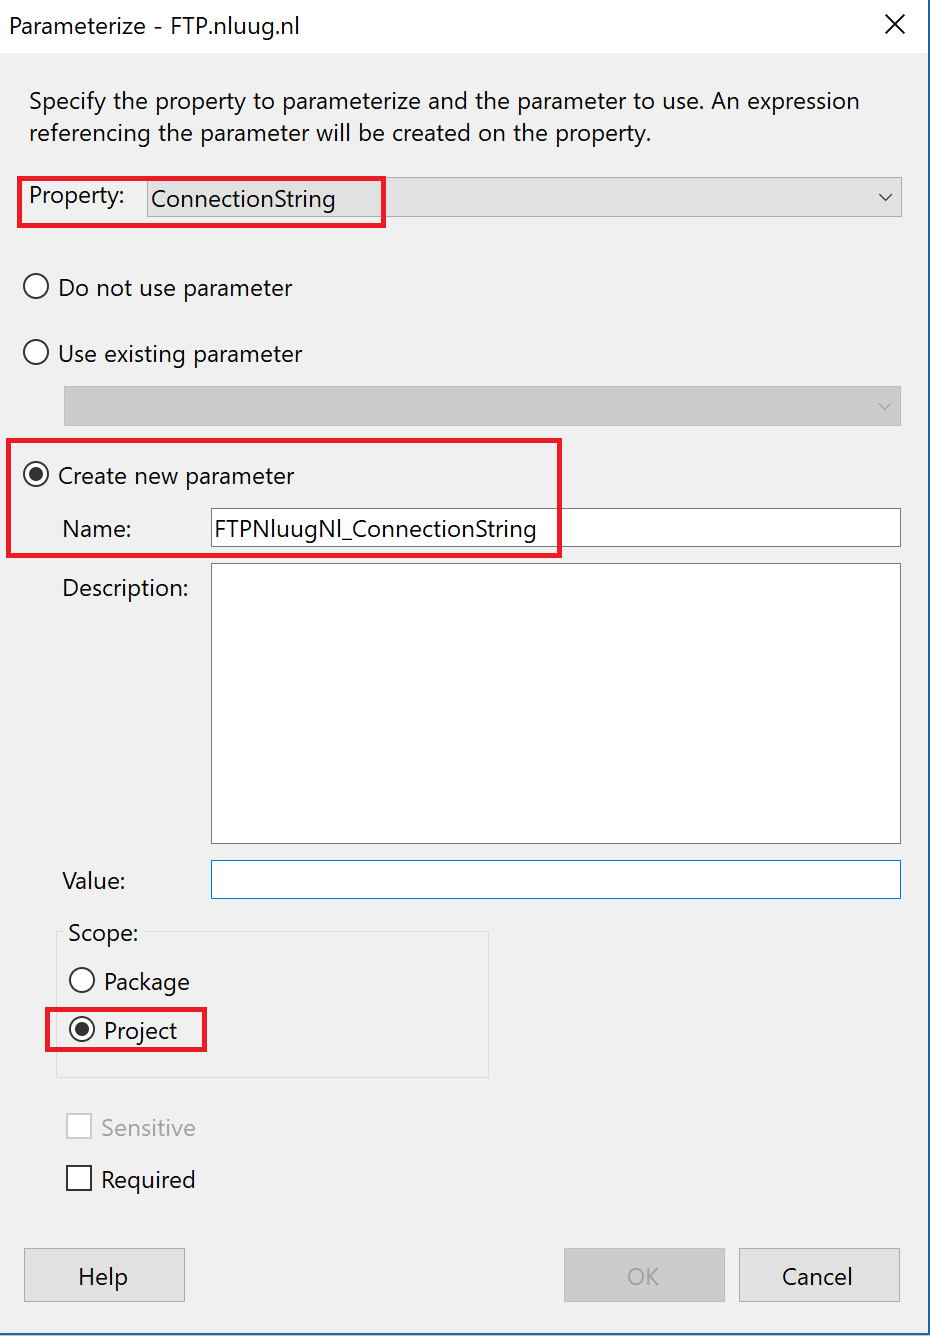 Parameterize - FTP.nluug.nl
Specify the property to parameterize and the parameter to use. An expression
referencing the parameter will be created on the property.
Property: ConnectionString
Do not use parameter
Use existing parameter
Create new parameter
Name: FTPNluugNl_ConnectionString
Description:
Value:
Scope:
Package
Project
Sensitive
Required
Help OK Cancel